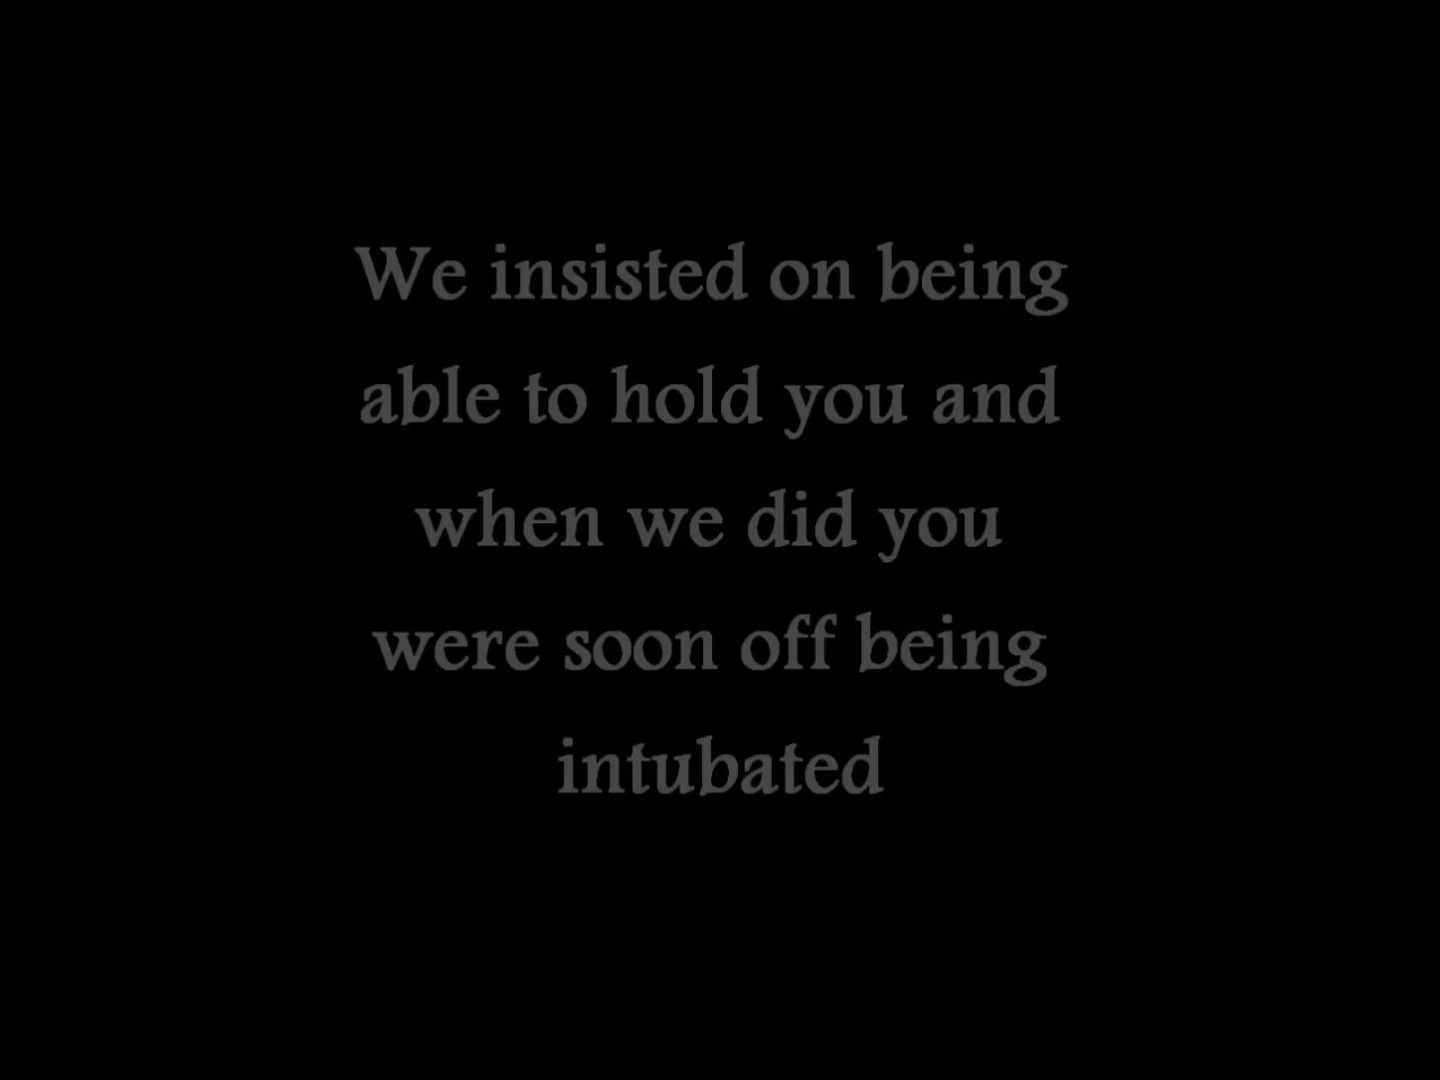 We insisted on being
able to hold you and
when we did you
were soon off being
intubated